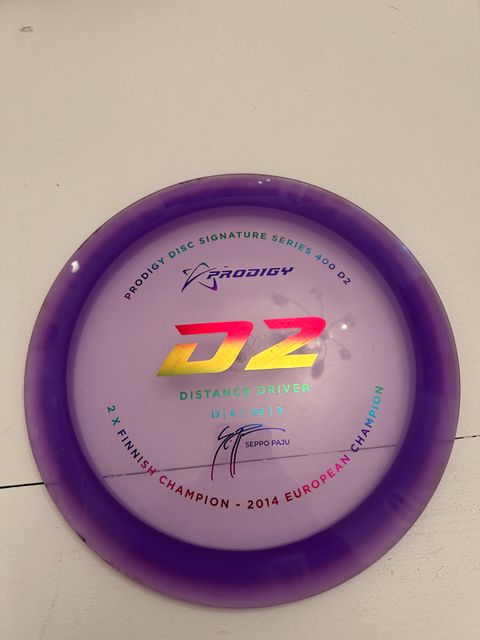 PRODIGY DISC SIGNATURE SERIES 400 D2
PRODIGY
D2
DISTANCE DRIVER
13 | 6 | -0.5 | 3
SEPPO PAJU
2 X FINNISH CHAMPION - 2014 EUROPEAN CHAMPION